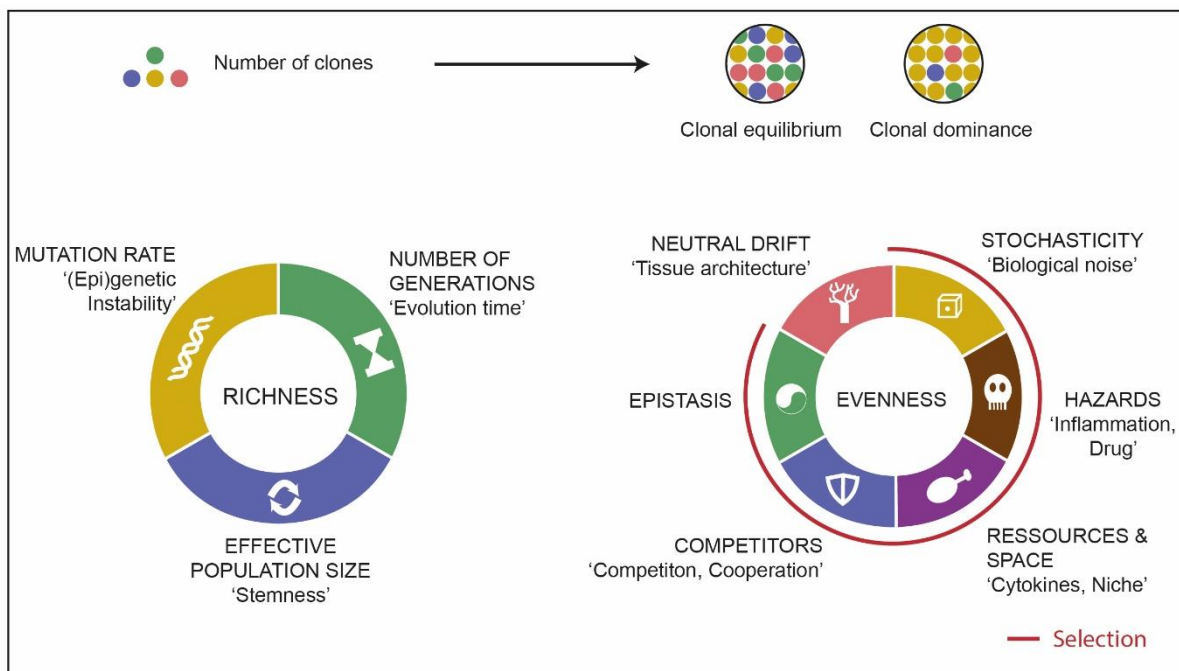 Number of clones
Clonal equilibrium
Clonal dominance
MUTATION RATE
‘(Epi)genetic
Instability’
NUMBER OF
GENERATIONS
‘Evolution time’
RICHNESS
EFFECTIVE
POPULATION SIZE
‘Stemness’
NEUTRAL DRIFT
‘Tissue architecture’
STOCHASTICITY
‘Biological noise’
EPISTASIS
EVENNESS
HAZARDS
‘Inflammation,
Drug’
COMPETITORS
‘Competiton, Cooperation’
RESSOURCES &
SPACE
‘Cytokines, Niche’
Selection